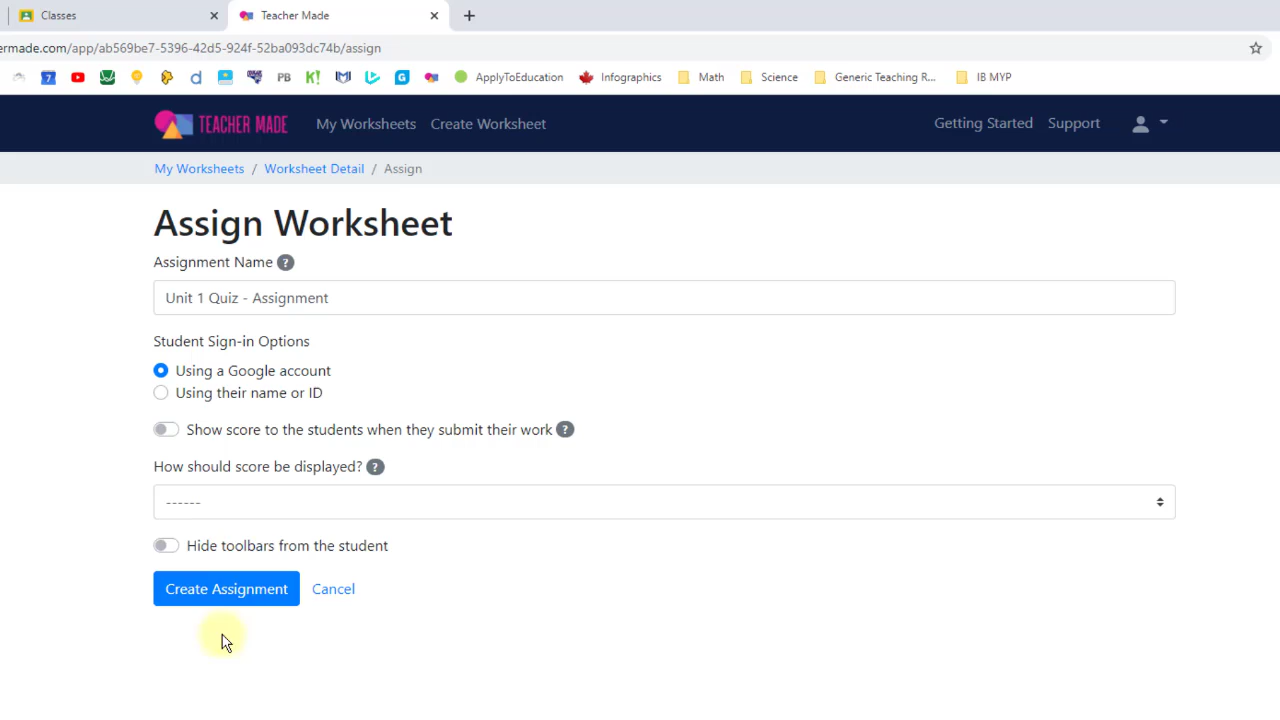 Classes
Teacher Made
ermade.com/app/ab569be7-5396-42d5-924f-52ba093dc74b/assign
7 d PB K! G ApplyToEducation Infographics Math Science Generic Teaching R... IB MYP
TEACHER MADE My Worksheets Create Worksheet Getting Started Support
My Worksheets / Worksheet Detail / Assign
Assign Worksheet
Assignment Name ?
Unit 1 Quiz - Assignment
Student Sign-in Options
Using a Google account
Using their name or ID
Show score to the students when they submit their work ?
How should score be displayed? ?
------
Hide toolbars from the student
Create Assignment Cancel